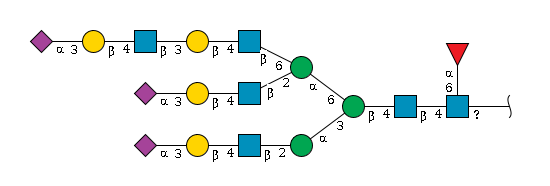 α 3 β 4 β 3 β 4 β 6
α 3 β 4 β 2 α 6 α 6
β 4 β 4 ?
α 3 β 4 β 2 α 3